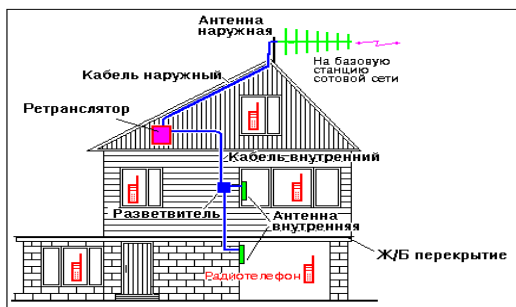 Антенна
наружная
На базовую
станцию
сотовой сети
Кабель наружный
Ретранслятор
Кабель внутренний
Разветвитель
Антенна
внутренняя
Ж/Б перекрытие
Радиотелефон